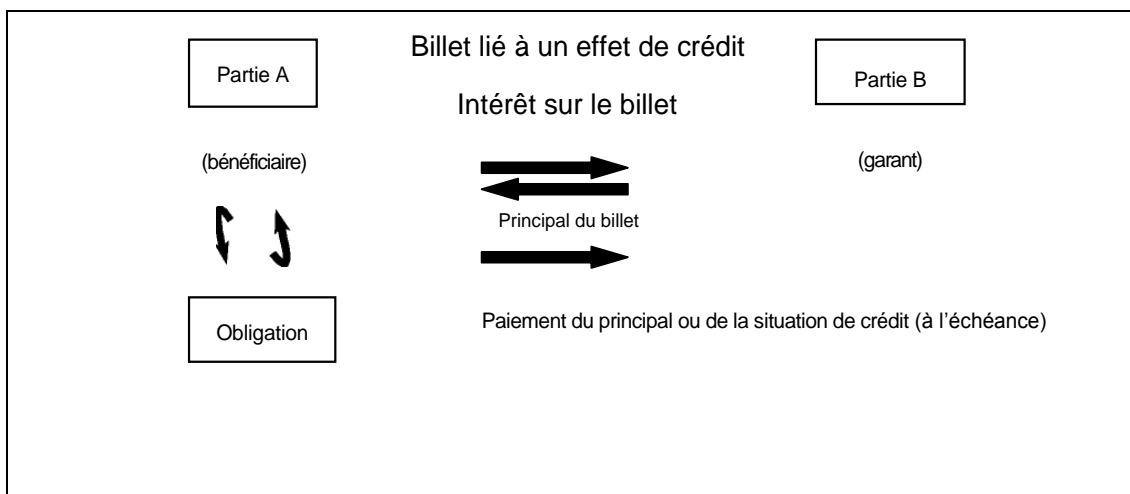 Billet lié à un effet de crédit
Partie A
Partie B
Intérêt sur le billet
(bénéficiaire)
(garant)
Principal du billet
Obligation
Paiement du principal ou de la situation de crédit (à l’échéance)